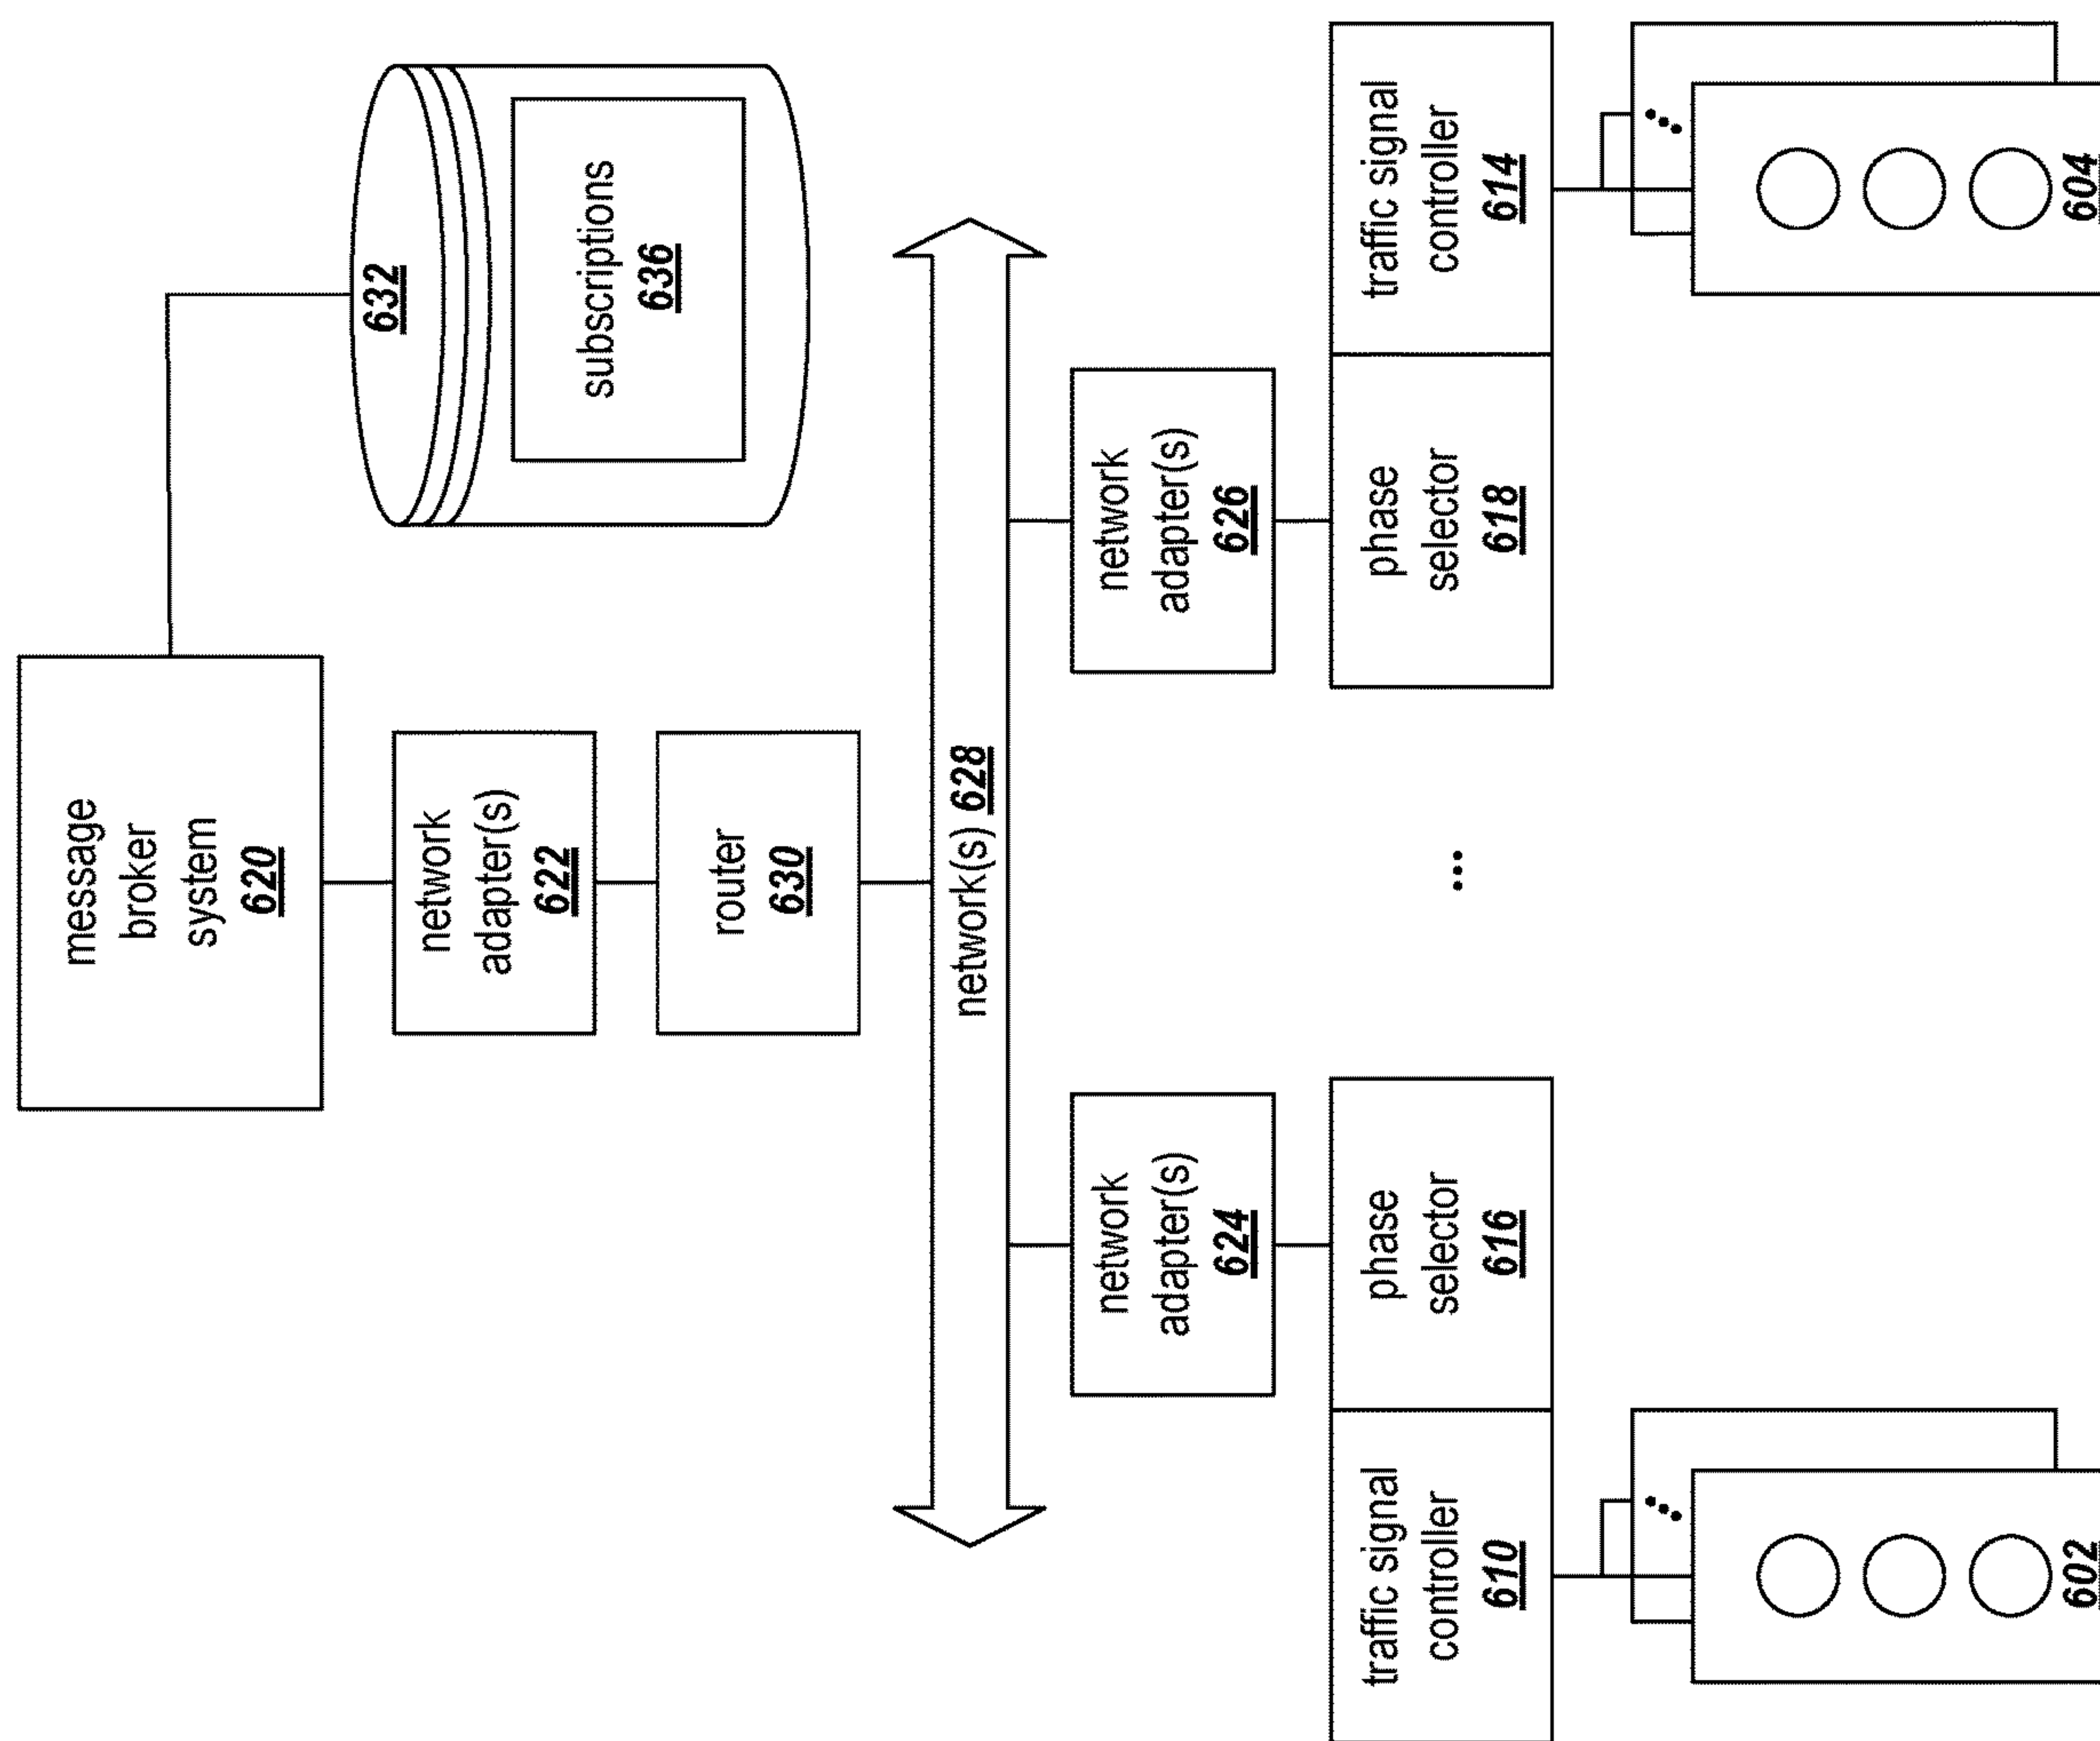 message
broker
system
620
632
subscriptions
636
network
adapter(s)
622
router
630
network(s) 628
network
adapter(s)
624
network
adapter(s)
626
traffic signal
controller
610
phase
selector
616
...
phase
selector
618
traffic signal
controller
614
602
604